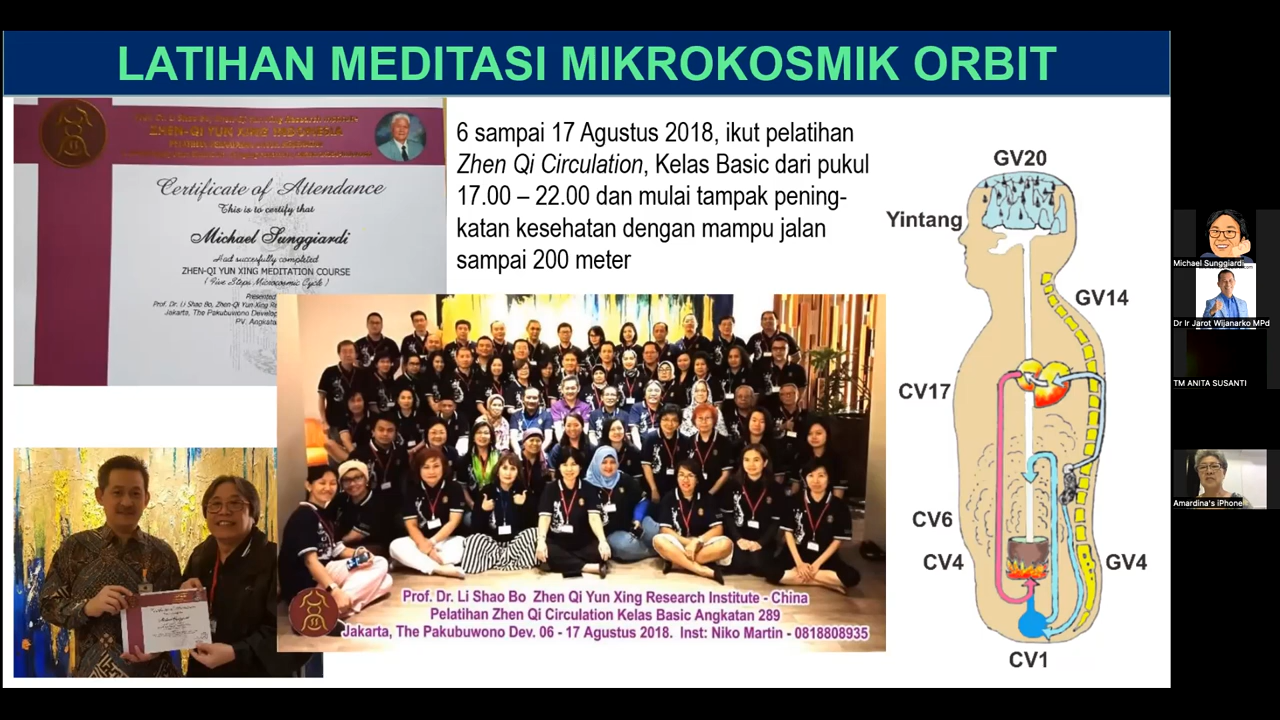 LATIHAN MEDITASI MIKROKOSMIK ORBIT
ZHEN-QI YUN XING INDONESIA
Certificate of Attendance
This is to certify that
Michael Sunggiardi
Had succesfully completed
ZHEN-QI YUN XING MEDITATION COURSE
( Five Steps Microcosmic Cycle )
Presented
Prof. Dr. Li Shao Bo, Zhen-Qi Yun Xing
Jakarta, The Pakubuwono Develop
PV. Angkata
6 sampai 17 Agustus 2018, ikut pelatihan
Zhen Qi Circulation, Kelas Basic dari pukul
17.00 – 22.00 dan mulai tampak pening-
katan kesehatan dengan mampu jalan
sampai 200 meter
Prof. Dr. Li Shao Bo Zhen Qi Yun Xing Research Institute - China
Pelatihan Zhen Qi Circulation Kelas Basic Angkatan 289
Jakarta, The Pakubuwono Dev. 06 - 17 Agustus 2018. Inst: Niko Martin - 0818808935
GV20
Yintang
GV14
CV17
CV6
CV4
GV4
CV1
Michael Sunggiardi
Dr Ir Jarot Wijanarko MPd
TM ANITA SUSANTI
Amardina's iPhone